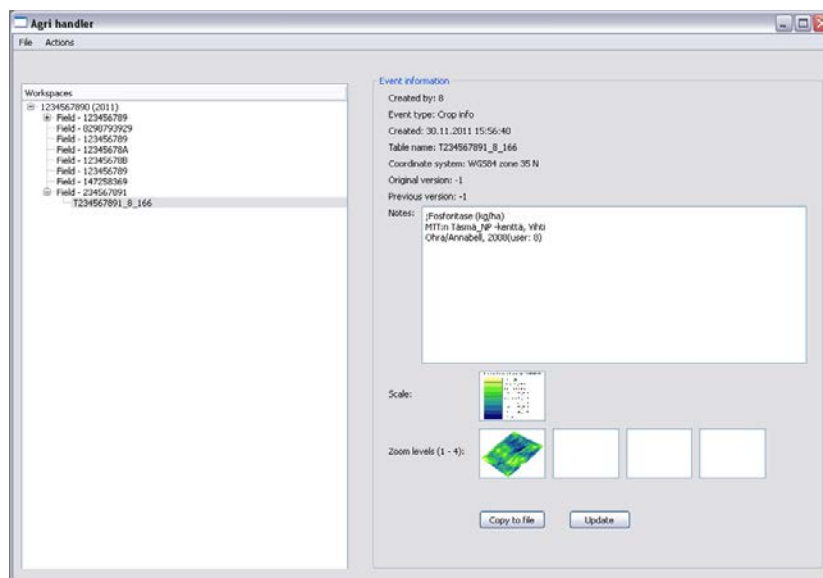 Agri handler
File Actions
Workspaces
1234567890 (2011)
Field - 123456789
Field - 8298793929
Field - 123456789
Field - 12345678A
Field - 12345678B
Field - 123456789
Field - 147258369
Field - 234567891
T234567891_8_166
Event information
Created by: 8
Event type: Crop info
Created: 30.11.2011 15:56:40
Table name: T234567891_8_166
Coordinate system: WGS84 zone 35 N
Original version: -1
Previous version: -1
Notes:
;Fosforitase (kg/ha)
MTT:n Täsmä_NP -kenttä, Vihti
Ohra/Annabell, 2008(user: 8)
Scale:
Zoom levels (1 - 4):
Copy to file
Update